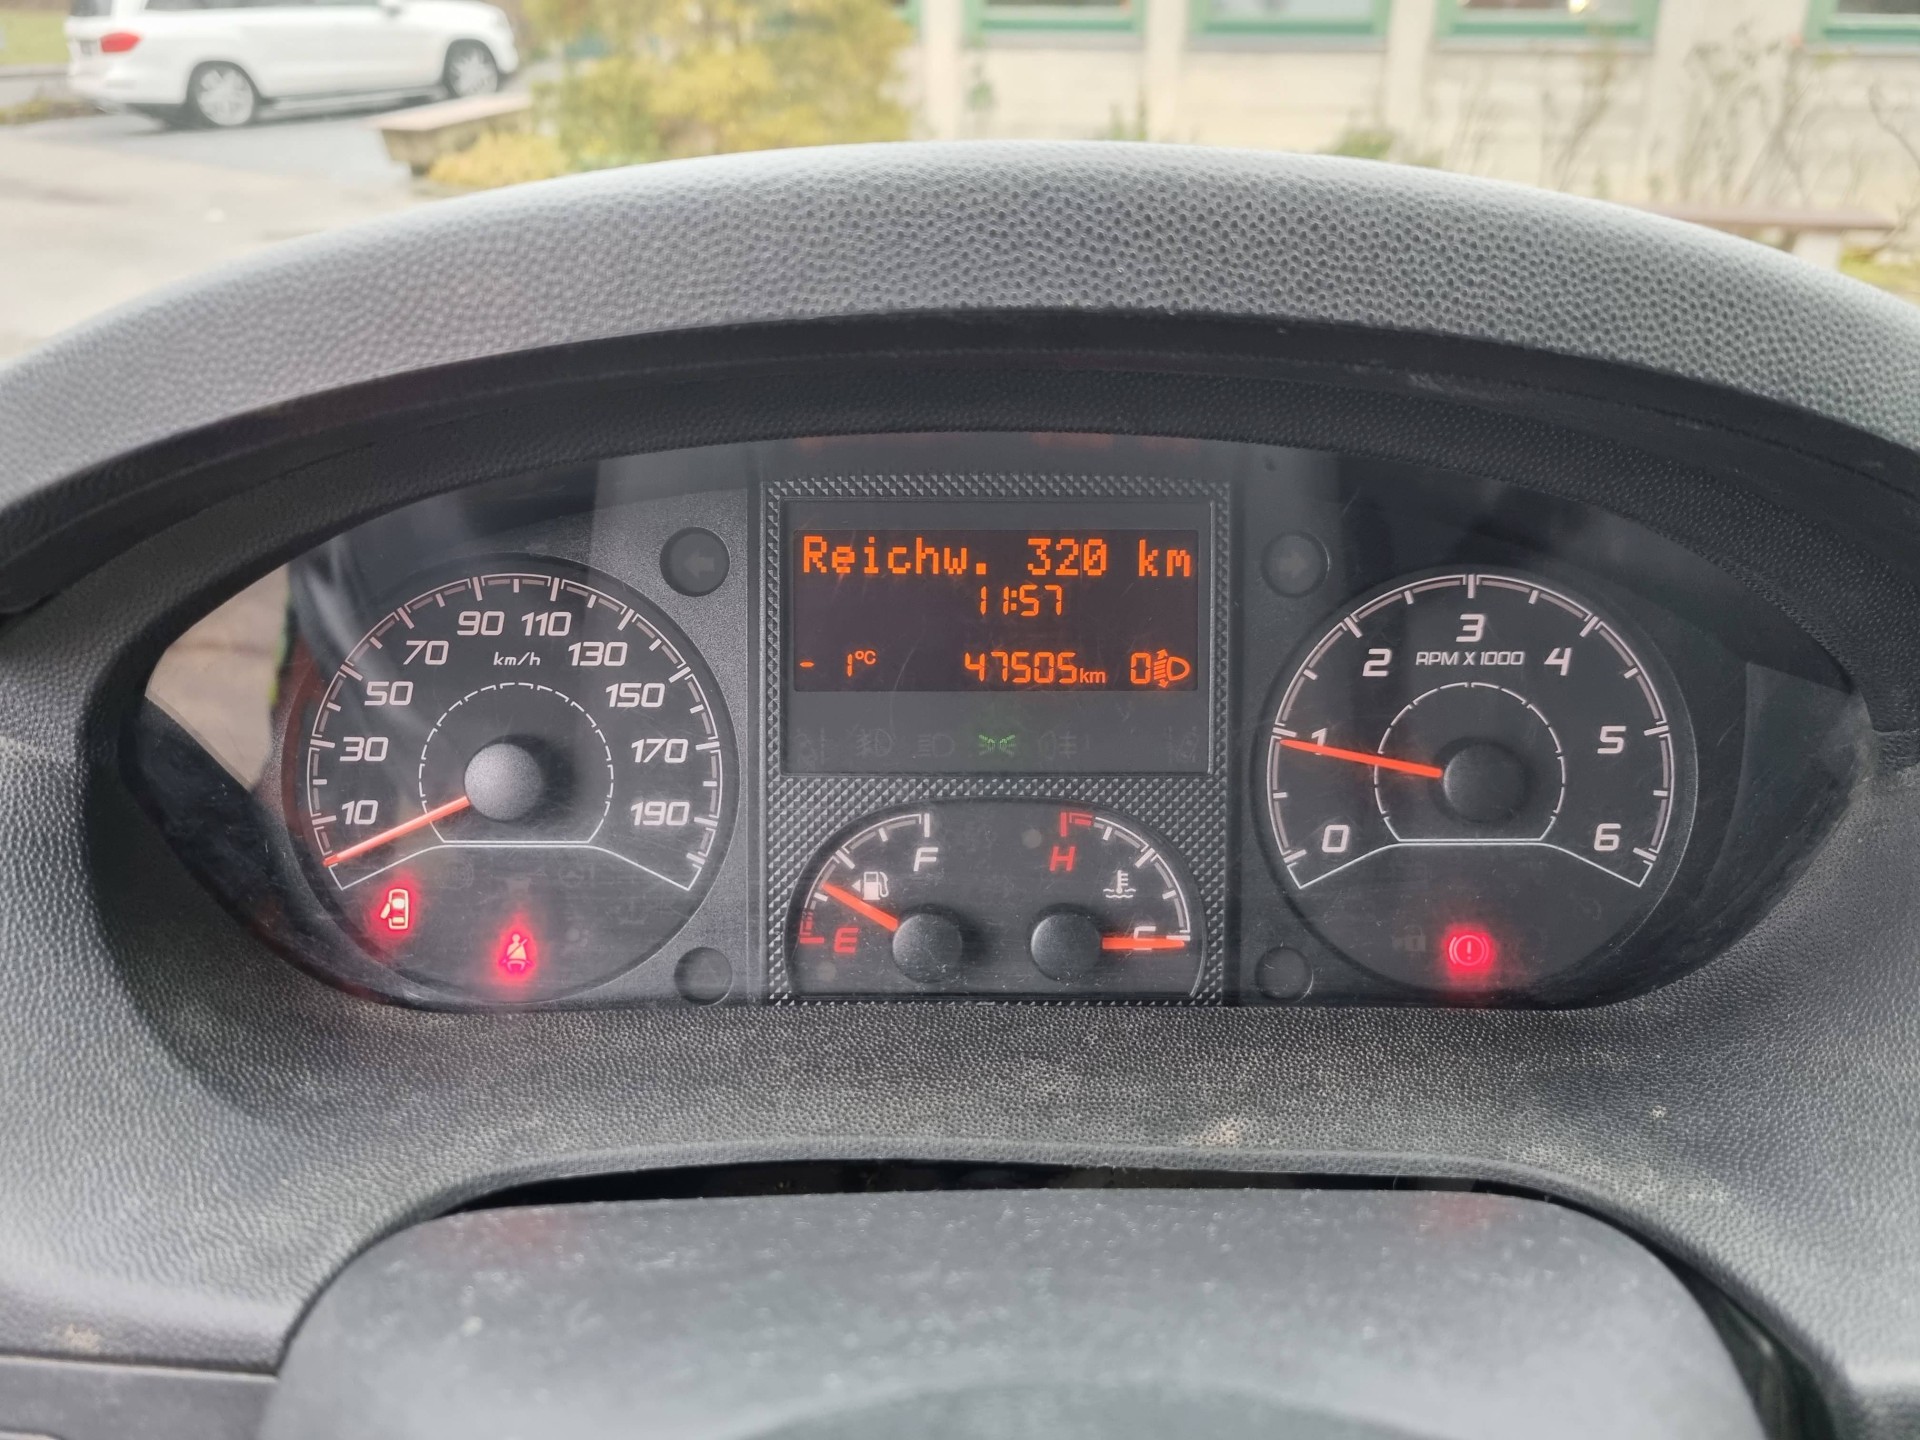 Reichw. 320 km
11:57
- 1°C 47505km 0
10 30 50 70 90 110 130 150 170 190
km/h
0 1 2 3 4 5 6
RPM X 1000
E F
H C